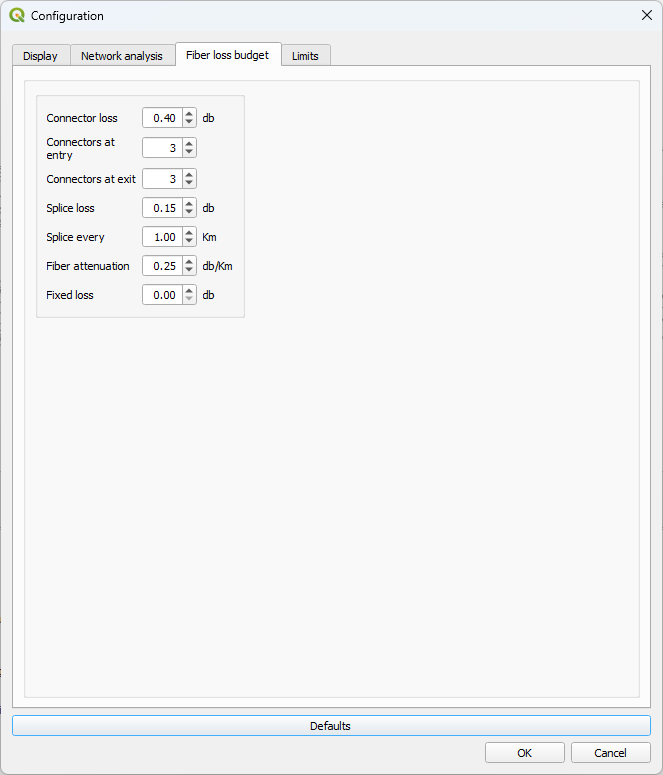 Configuration
Display Network analysis Fiber loss budget Limits
Connector loss 0.40 db
Connectors at
entry 3
Connectors at exit 3
Splice loss 0.15 db
Splice every 1.00 Km
Fiber attenuation 0.25 db/Km
Fixed loss 0.00 db
Defaults
OK Cancel